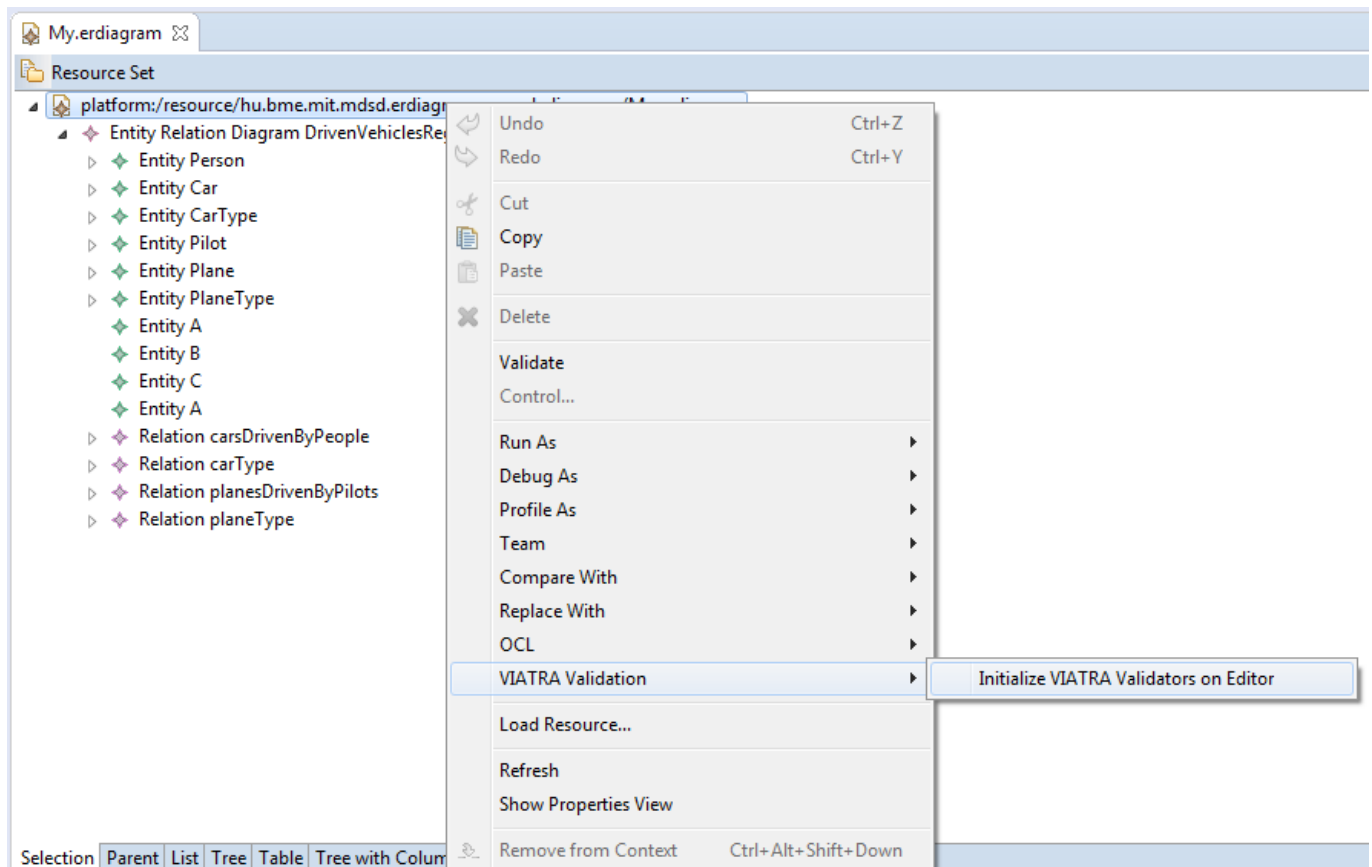 My.erdiagram
Resource Set
platform:/resource/hu.bme.mit.mdsd.erdiagr
Entity Relation Diagram DrivenVehiclesRe
Entity Person
Entity Car
Entity CarType
Entity Pilot
Entity Plane
Entity PlaneType
Entity A
Entity B
Entity C
Entity A
Relation carsDrivenByPeople
Relation carType
Relation planesDrivenByPilots
Relation planeType
Undo Ctrl+Z
Redo Ctrl+Y
Cut
Copy
Paste
Delete
Validate
Control...
Run As
Debug As
Profile As
Team
Compare With
Replace With
OCL
VIATRA Validation
Initialize VIATRA Validators on Editor
Load Resource...
Refresh
Show Properties View
Remove from Context Ctrl+Alt+Shift+Down
Selection Parent List Tree Table Tree with Colum